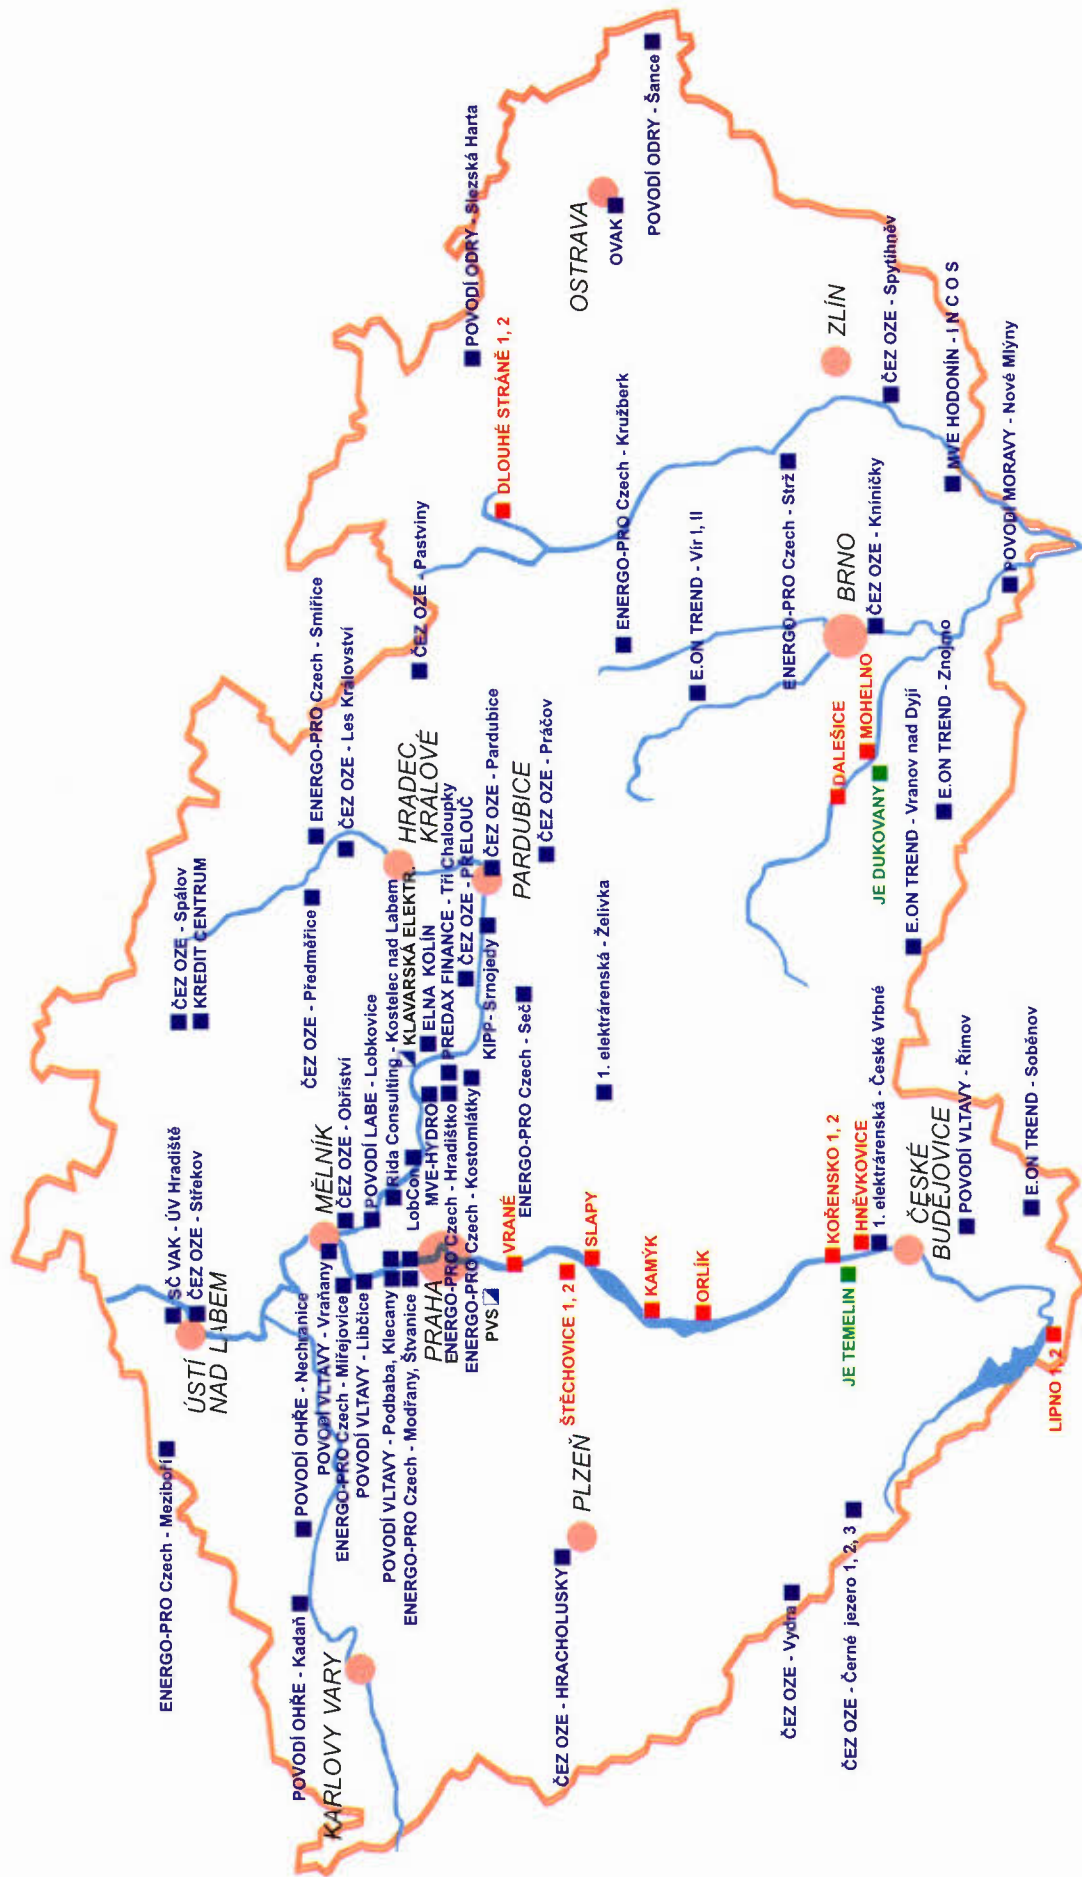 ENERGO-PRO Czech - Meziboří
SČ VAK - ÚV Hradiště
ČEZ OZE - Střekov
ÚSTÍ
NAD LABEM
ČEZ OZE - Spálov
KREDIT CENTRUM
POVODÍ OHŘE - Kadaň
KARLOVY VARY
POVODÍ OHŘE - Nechranice
POVODÍ VLTAVY - Vraňany
ENERGO-PRO Czech - Miřejovice
POVODÍ VLTAVY - Libčice
POVODÍ VLTAVY - Podbaba, Klecany
ENERGO-PRO Czech - Modřany, Štvanice
MĚLNÍK
ČEZ OZE - Obříství
POVODÍ LABE - Lobkovice
Rida Consulting - Kostelec nad Labem
LobCon
KLAVARSKÁ ELEKTR.
MVE-HYDRO
ELNA KOLÍN
ENERGO-PRO Czech - Hradištko
PREDAX FINANCE - Tři Chaloupky
ENERGO-PRO Czech - Kostomlátky
ČEZ OZE - PRELOUČ
KIPP- Srnojedy
PRAHA
PVS
ČEZ OZE - Předměřice
ENERGO-PRO Czech - Smiřice
ČEZ OZE - Les Království
HRADEC
KRÁLOVÉ
ČEZ OZE - Pardubice
PARDUBICE
ČEZ OZE - Práčov
ČEZ OZE - Pastviny
POVODÍ ODRY - Slezská Harta
DLOUHÉ STRÁNĚ 1, 2
OSTRAVA
OVAK
POVODÍ ODRY - Šance
VRANÉ
ENERGO-PRO Czech - Seč
ŠTĚCHOVICE 1, 2
SLAPY
1. elektrárenská - Želivka
PLZEŇ
ČEZ OZE - HRACHOLUSKY
KAMÝK
ORLÍK
ENERGO-PRO Czech - Kružberk
E.ON TREND - Vír I, II
ENERGO-PRO Czech - Strž
ZLÍN
BRNO
ČEZ OZE - Kníničky
ČEZ OZE - Spytihněv
MVE HODONÍN - I N C O S
POVODÍ MORAVY - Nové Mlýny
DALEŠICE
MOHELNO
JE DUKOVANY
E.ON TREND - Vranov nad Dyjí
E.ON TREND - Znojmo
ČEZ OZE - Vydra
ČEZ OZE - Černé jezero 1, 2, 3
KOŘENSKO 1, 2
JE TEMELIN
HNĚVKOVICE
1. elektrárenská - České Vrbné
ČESKÉ
BUDĚJOVICE
POVODÍ VLTAVY - Římov
E.ON TREND - Soběnov
LIPNO 1, 2